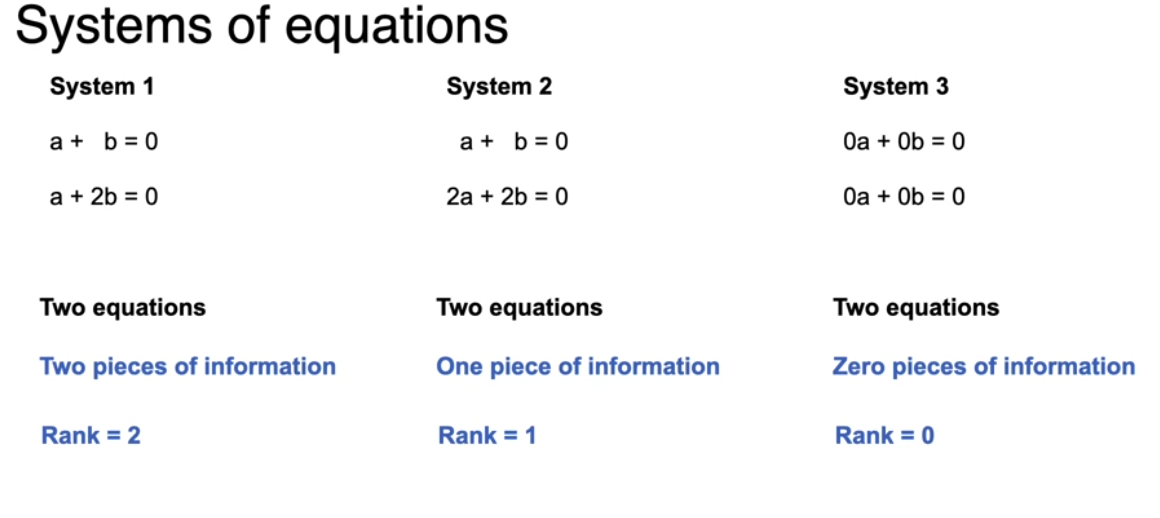 Systems of equations
System 1
a + b = 0
a + 2b = 0
Two equations
Two pieces of information
Rank = 2
System 2
a + b = 0
2a + 2b = 0
Two equations
One piece of information
Rank = 1
System 3
0a + 0b = 0
0a + 0b = 0
Two equations
Zero pieces of information
Rank = 0